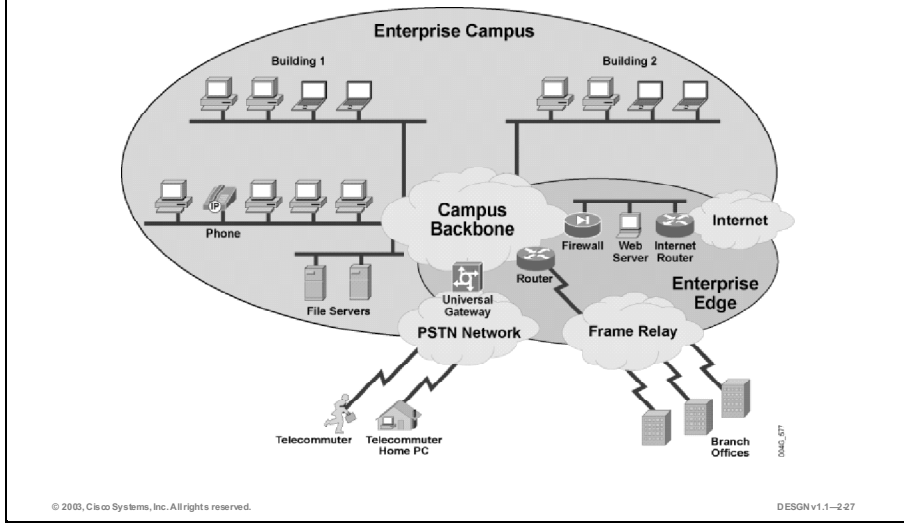 Enterprise Campus
Building 1
Building 2
IP
Phone
Campus
Backbone
Firewall
Web
Server
Internet
Router
Internet
File Servers
Universal
Gateway
Router
Enterprise
Edge
PSTN Network
Frame Relay
Telecommuter
Telecommuter
Home PC
Branch
Offices
004G_577
© 2003, Cisco Systems, Inc. All rights reserved.
DESGN v1.1—2-27